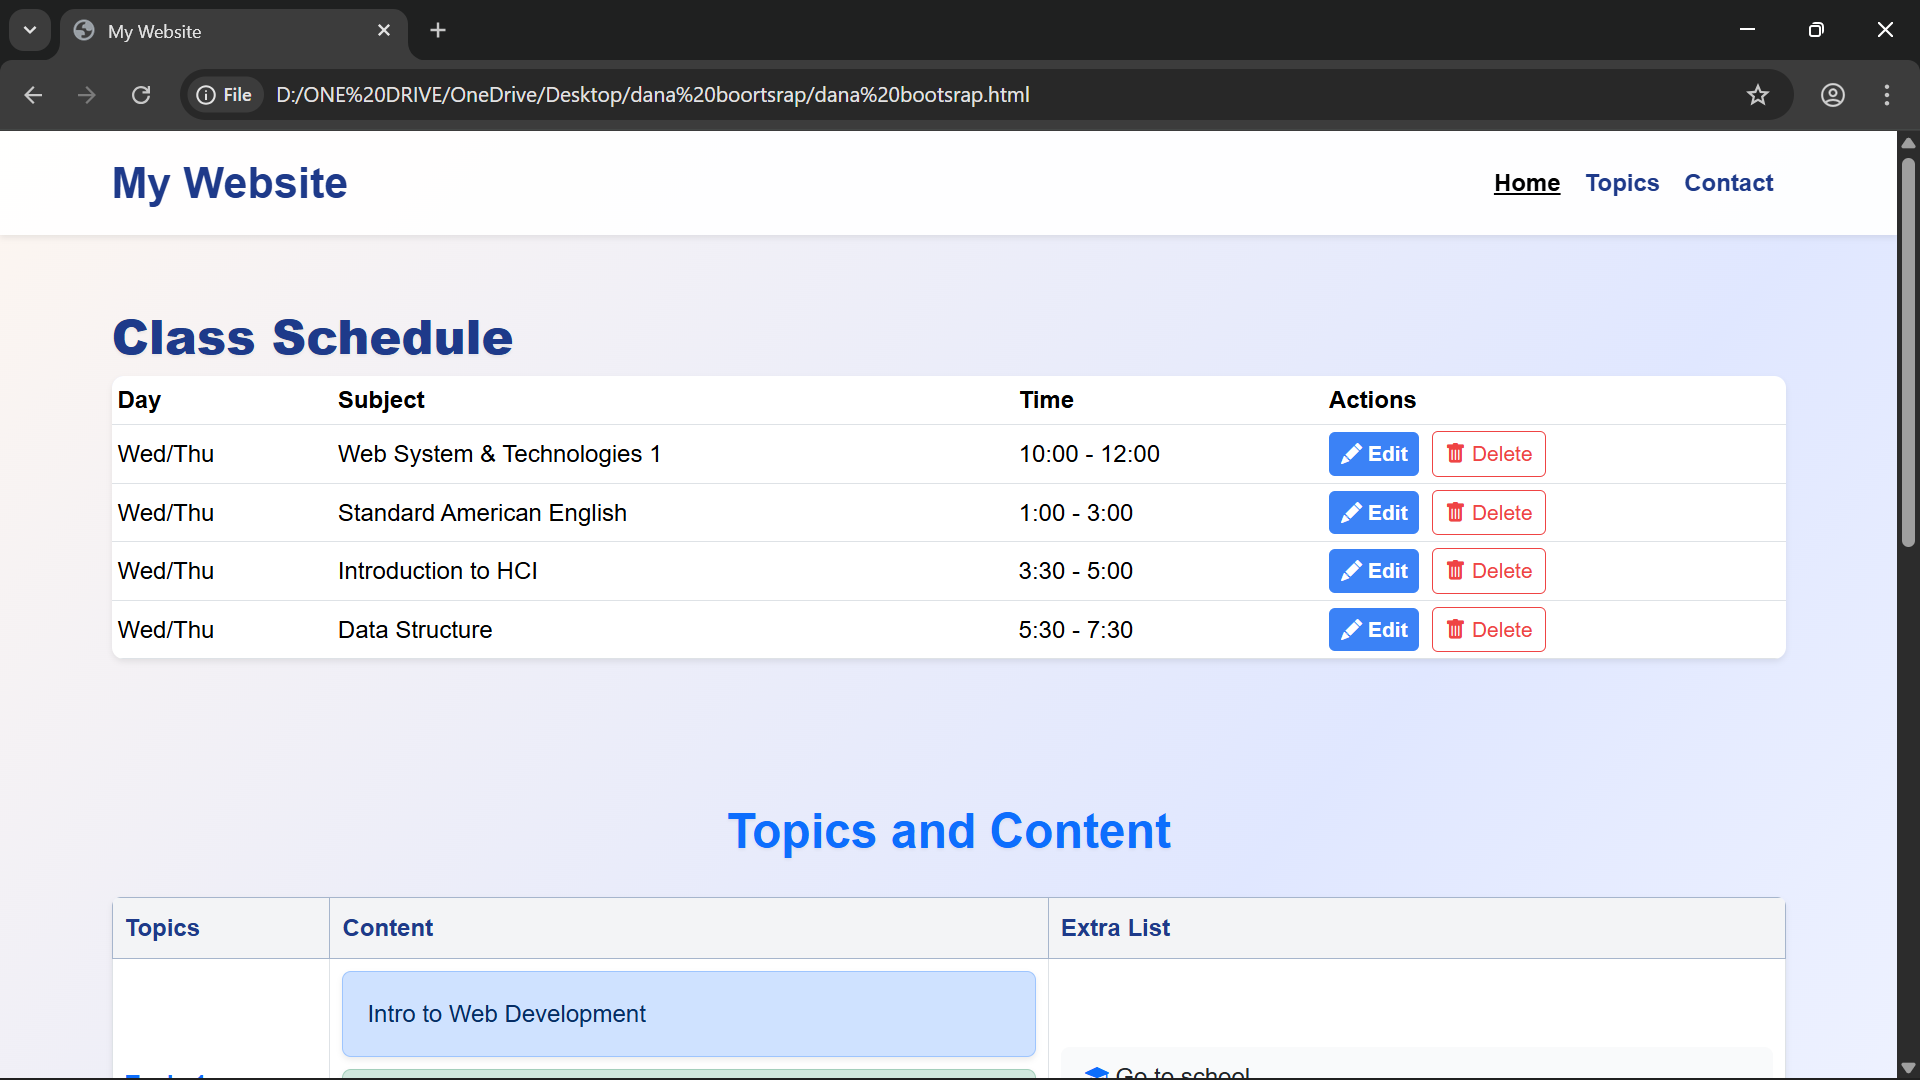 My Website
File D:/ONE%20DRIVE/OneDrive/Desktop/dana%20boortsrap/dana%20bootsrap.html
My Website Home Topics Contact
Class Schedule
Day Subject Time Actions
Wed/Thu Web System & Technologies 1 10:00 - 12:00 Edit Delete
Wed/Thu Standard American English 1:00 - 3:00 Edit Delete
Wed/Thu Introduction to HCI 3:30 - 5:00 Edit Delete
Wed/Thu Data Structure 5:30 - 7:30 Edit Delete
Topics and Content
Topics Content Extra List
Intro to Web Development
Go to school